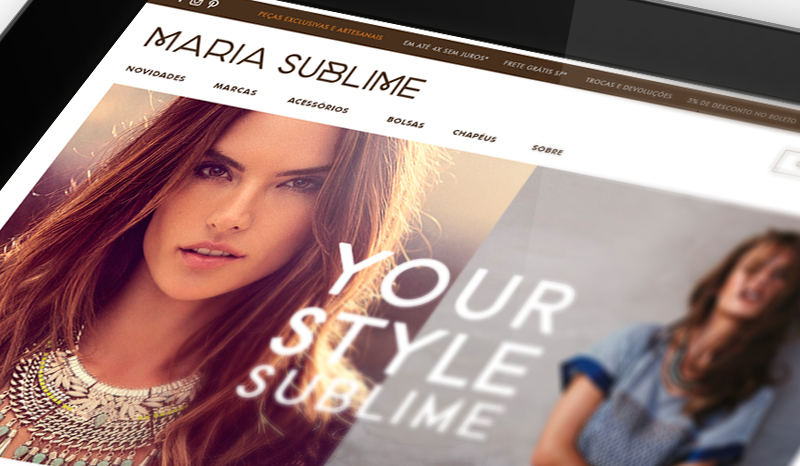 PEÇAS EXCLUSIVAS E ARTESANAIS
EM ATÉ 4X SEM JUROS*
FRETE GRÁTIS SP*
TROCAS E DEVOLUÇÕES
5% DE DESCONTO NO BOLETO
MARIA SUBLIME
NOVIDADES
MARCAS
ACESSÓRIOS
BOLSAS
CHAPÉUS
SOBRE
YOUR
STYLE
SUBLIME